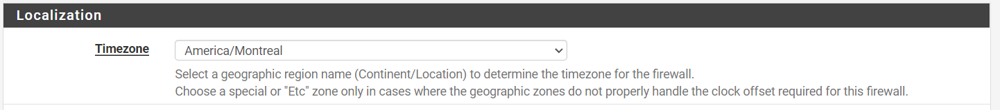 Localization
Timezone America/Montreal
Select a geographic region name (Continent/Location) to determine the timezone for the firewall.
Choose a special or "Etc" zone only in cases where the geographic zones do not properly handle the clock offset required for this firewall.